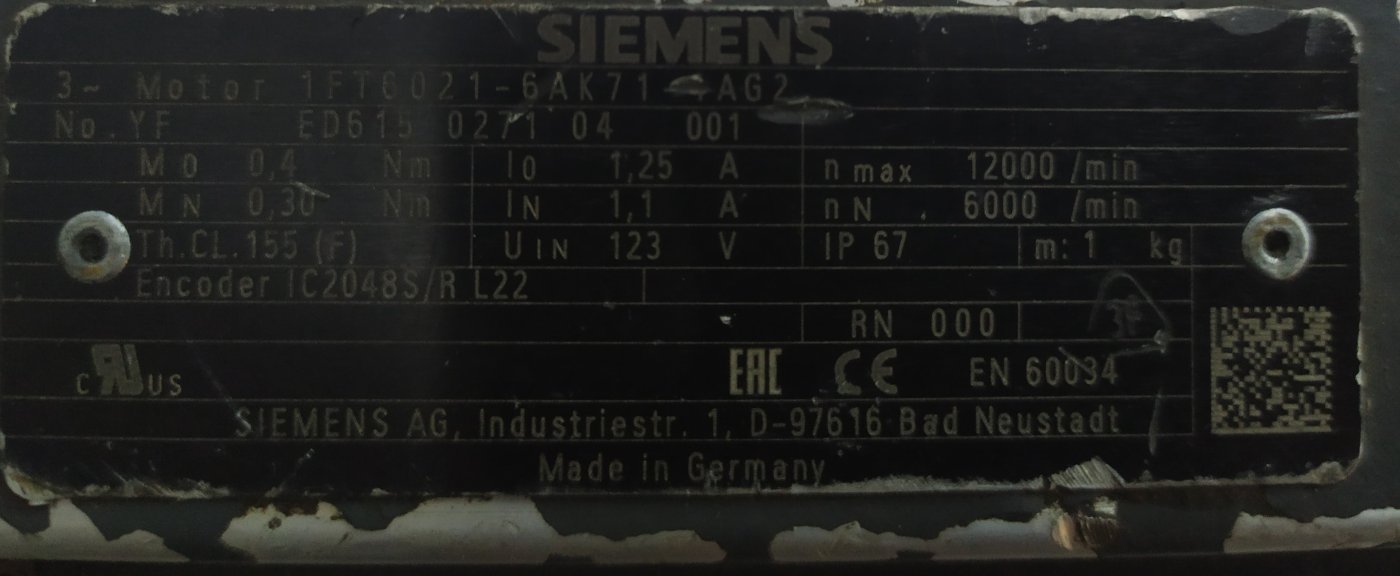 SIEMENS
3~ Motor 1FT6021-6AK71- AG2
No. YF ED615 0271 04 001
M0 0,4 Nm I0 1,25 A n max 12000 /min
MN 0,30 Nm IN 1,1 A nN 6000 /min
Th.CL.155 (F) UIN 123 V IP 67 m: 1 kg
Encoder IC2048S/R L22
RN 000
c RU US EAC CE EN 60034
SIEMENS AG, Industriestr. 1, D-97616 Bad Neustadt
Made in Germany